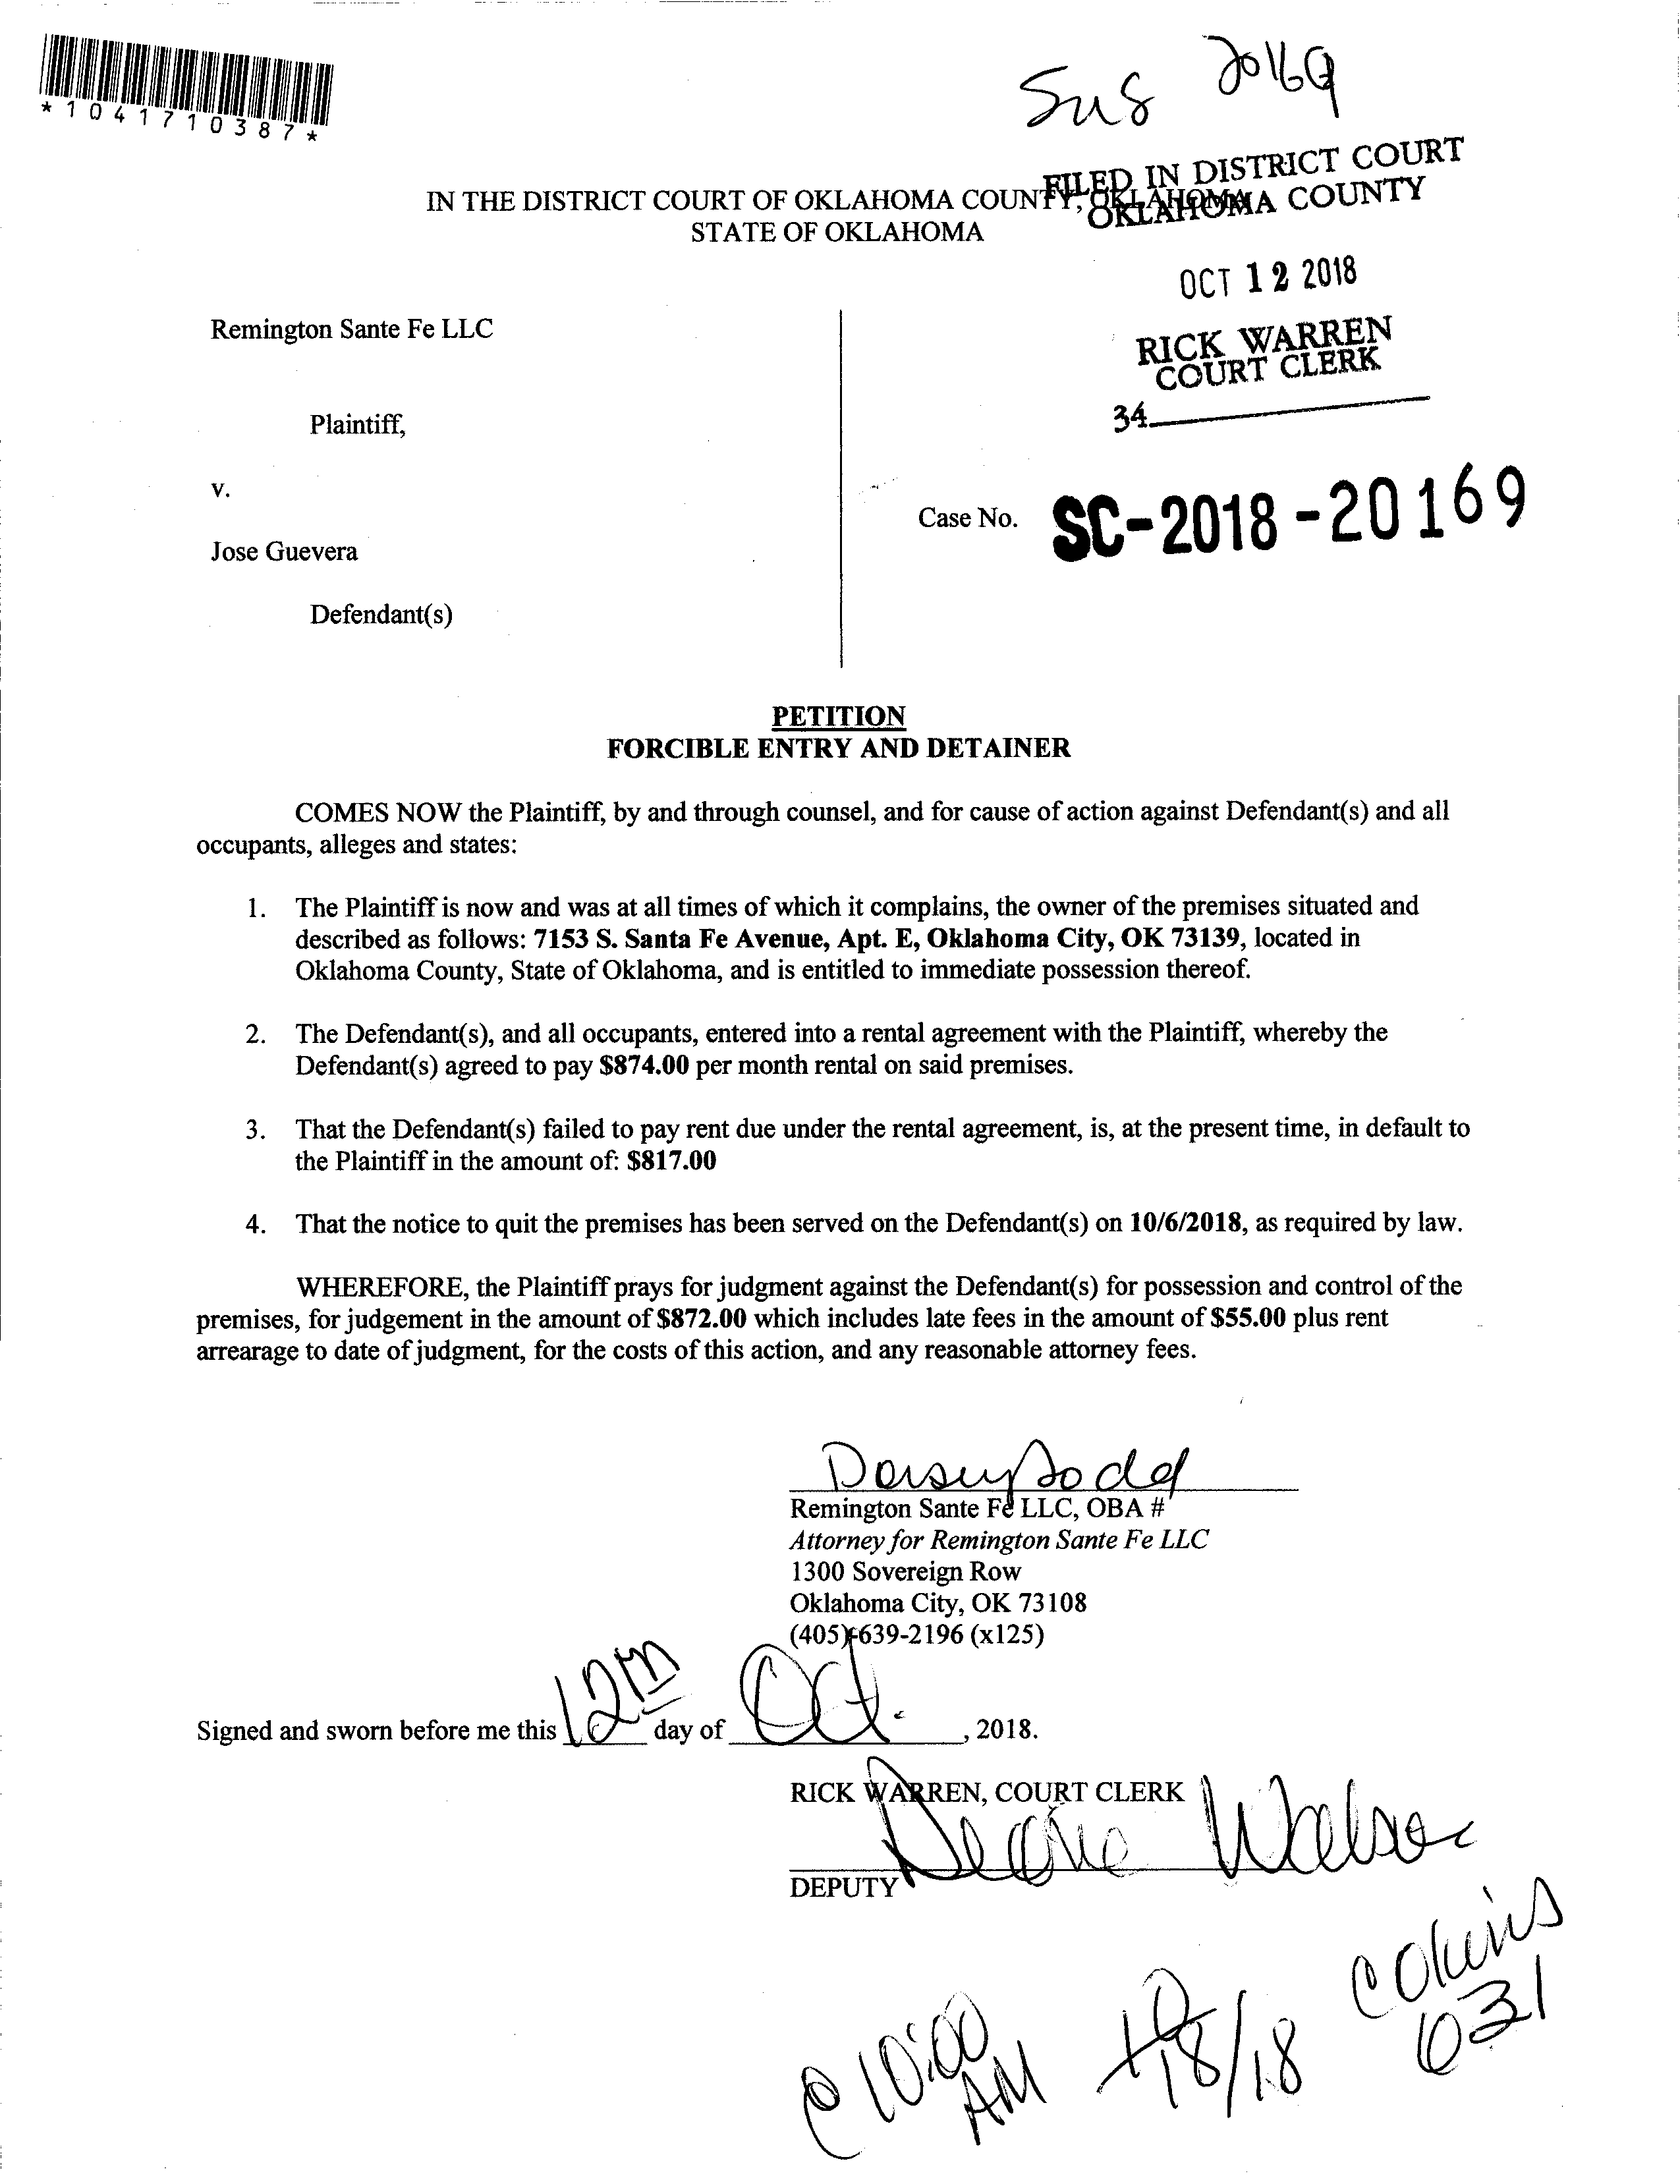 *1041710387*
SuS 20169
FILED IN DISTRICT COURT
OKLAHOMA COUNTY
IN THE DISTRICT COURT OF OKLAHOMA COUNTY, OKLAHOMA
STATE OF OKLAHOMA
OCT 12 2018
RICK WARREN
COURT CLERK
34
Remington Sante Fe LLC
Plaintiff,
v.
Case No. SC-2018-20169
Jose Guevera
Defendant(s)
PETITION
FORCIBLE ENTRY AND DETAINER
COMES NOW the Plaintiff, by and through counsel, and for cause of action against Defendant(s) and all
occupants, alleges and states:
1. The Plaintiff is now and was at all times of which it complains, the owner of the premises situated and
described as follows: 7153 S. Santa Fe Avenue, Apt. E, Oklahoma City, OK 73139, located in
Oklahoma County, State of Oklahoma, and is entitled to immediate possession thereof.
2. The Defendant(s), and all occupants, entered into a rental agreement with the Plaintiff, whereby the
Defendant(s) agreed to pay $874.00 per month rental on said premises.
3. That the Defendant(s) failed to pay rent due under the rental agreement, is, at the present time, in default to
the Plaintiff in the amount of: $817.00
4. That the notice to quit the premises has been served on the Defendant(s) on 10/6/2018, as required by law.
WHEREFORE, the Plaintiff prays for judgment against the Defendant(s) for possession and control of the
premises, for judgement in the amount of $872.00 which includes late fees in the amount of $55.00 plus rent
arrearage to date of judgment, for the costs of this action, and any reasonable attorney fees.
Remington Sante Fe LLC, OBA #
Attorney for Remington Sante Fe LLC
1300 Sovereign Row
Oklahoma City, OK 73108
(405)-639-2196 (x125)
Signed and sworn before me this 12th day of Oct. , 2018.
RICK WARREN, COURT CLERK
DEPUTY
@ 10:00 AM 10/18/18